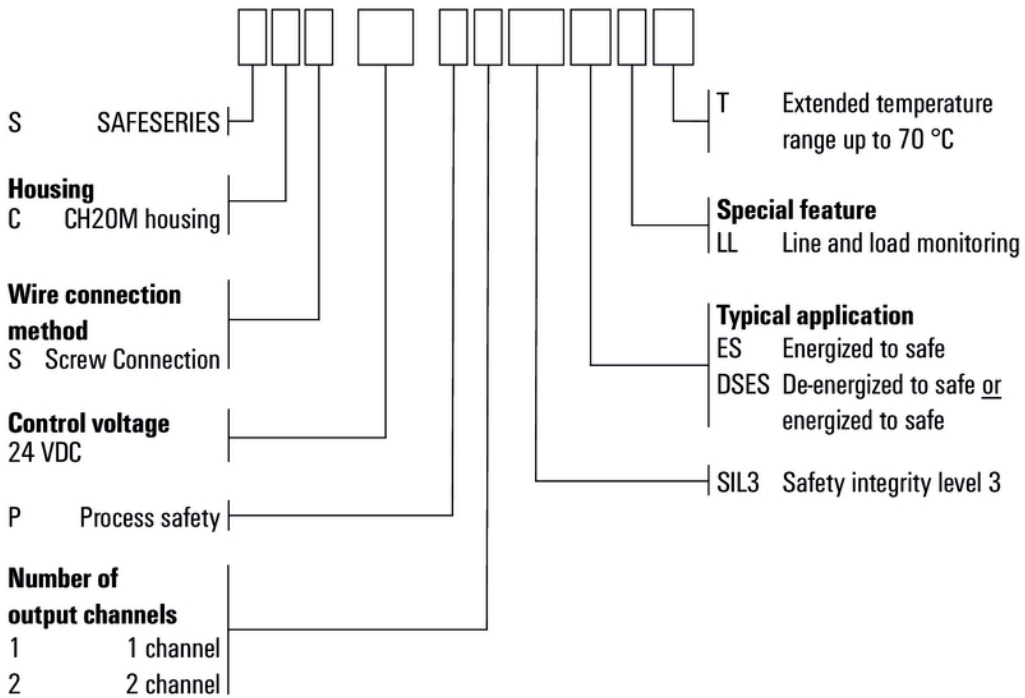 S SAFESERIES
Housing
C CH20M housing
Wire connection
method
S Screw Connection
Control voltage
24 VDC
P Process safety
Number of
output channels
1 1 channel
2 2 channel
T Extended temperature
range up to 70 °C
Special feature
LL Line and load monitoring
Typical application
ES Energized to safe
DSES De-energized to safe or
energized to safe
SIL3 Safety integrity level 3